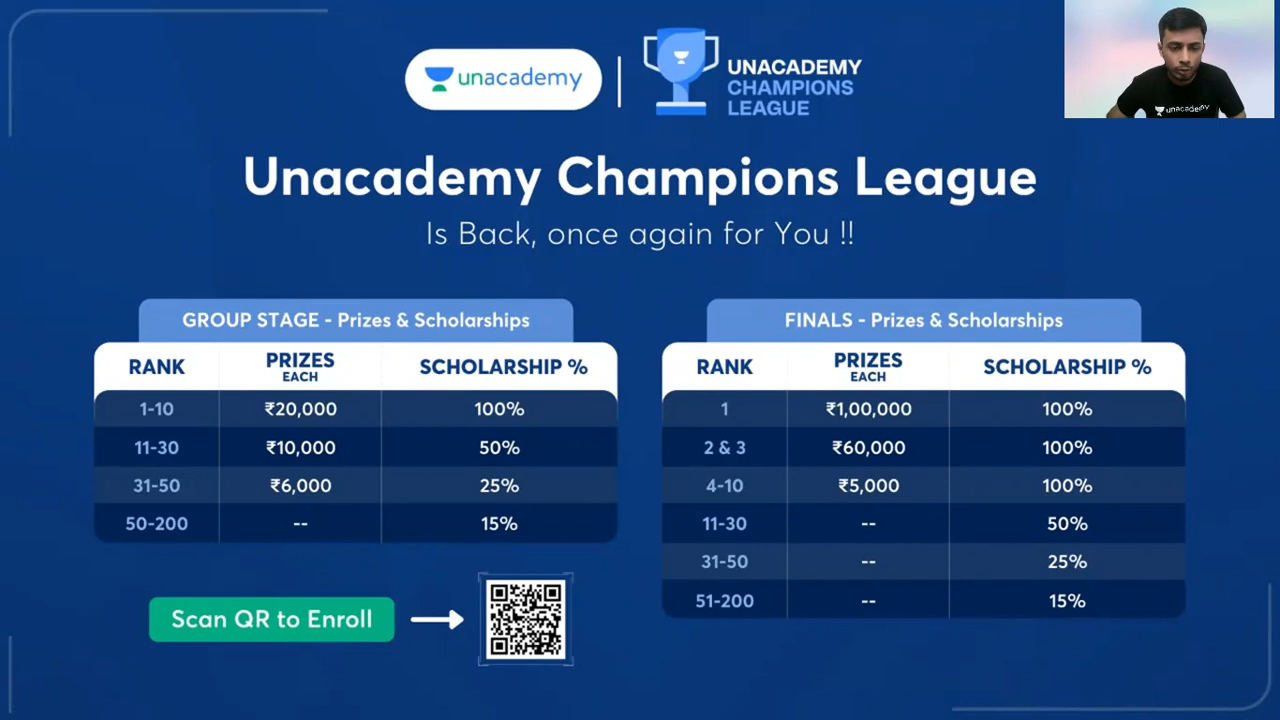 unacademy
UNACADEMY
CHAMPIONS
LEAGUE
unacademy
Unacademy Champions League
Is Back, once again for You !!
GROUP STAGE - Prizes & Scholarships
RANK PRIZES EACH SCHOLARSHIP %
1-10 ₹20,000 100%
11-30 ₹10,000 50%
31-50 ₹6,000 25%
50-200 -- 15%
Scan QR to Enroll
FINALS - Prizes & Scholarships
RANK PRIZES EACH SCHOLARSHIP %
1 ₹1,00,000 100%
2 & 3 ₹60,000 100%
4-10 ₹5,000 100%
11-30 -- 50%
31-50 -- 25%
51-200 -- 15%